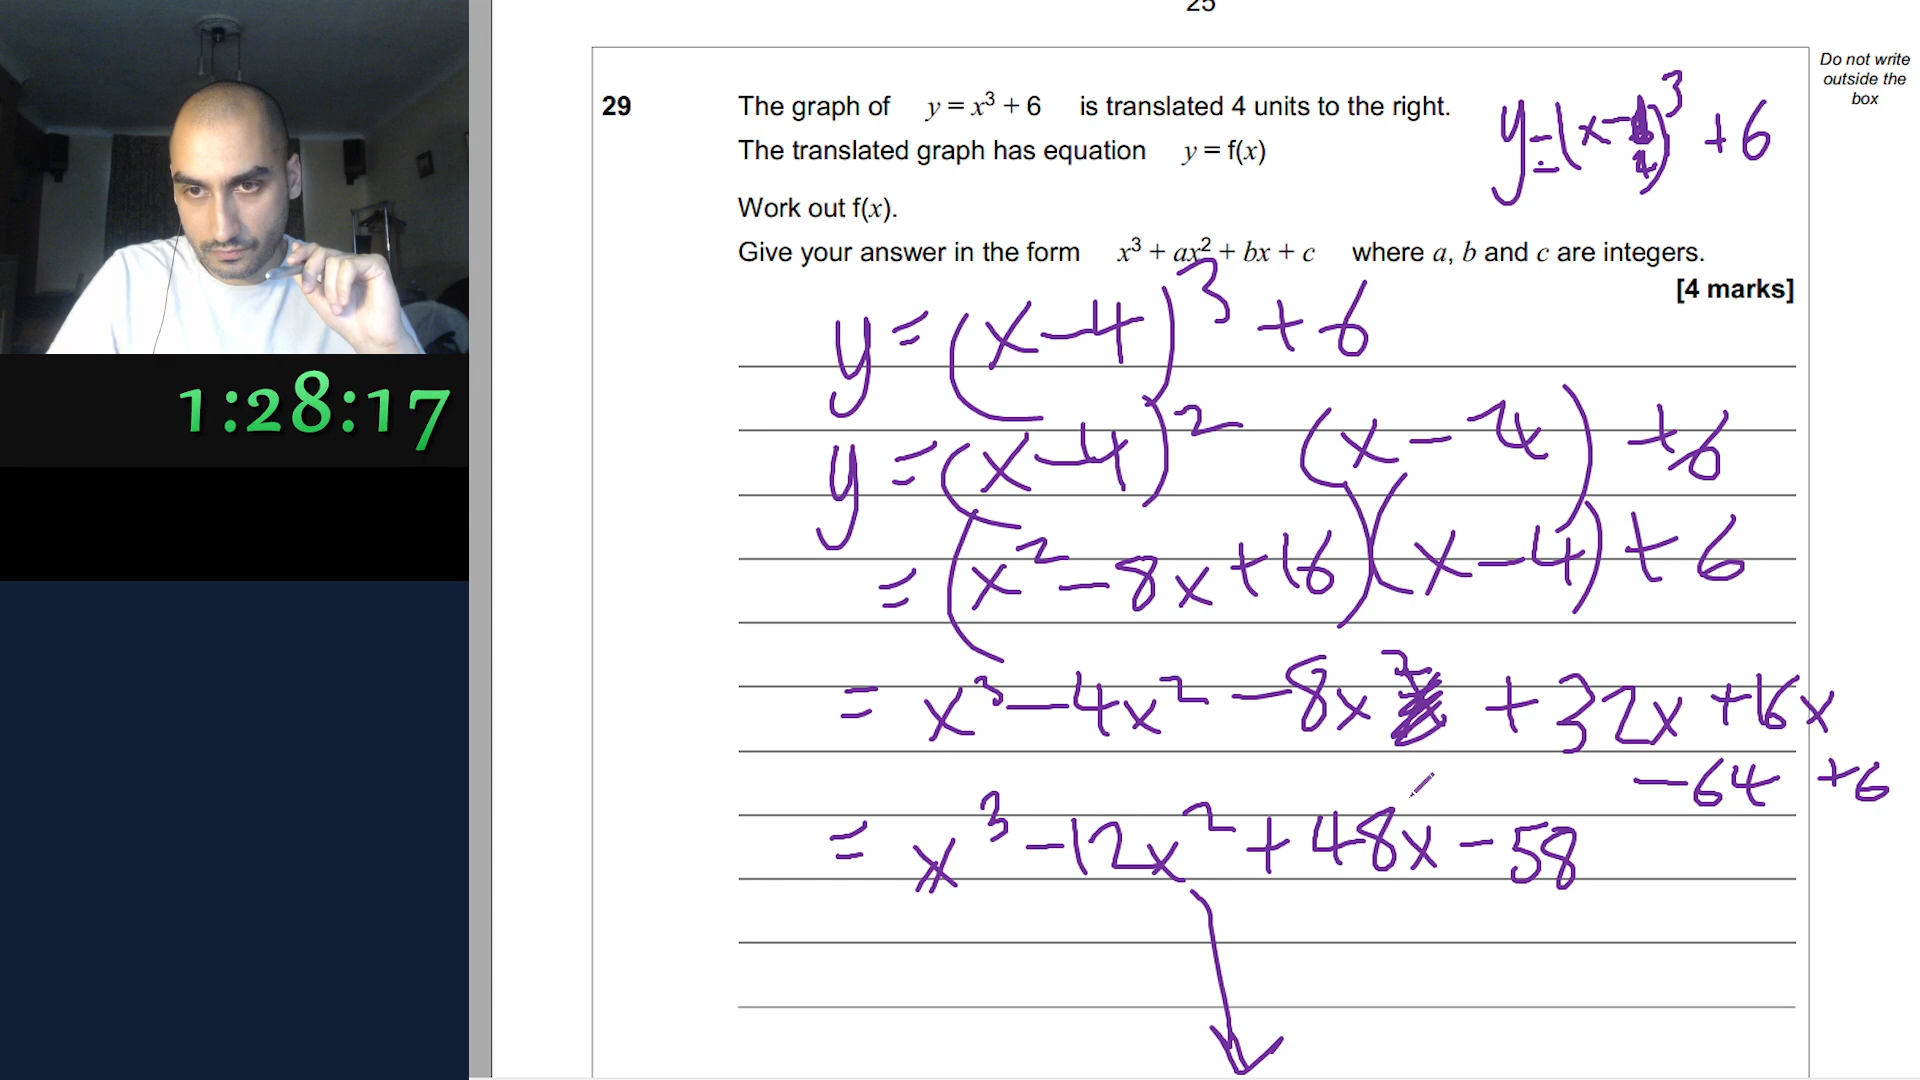 25
Do not write
outside the
box
29 The graph of y = x³ + 6 is translated 4 units to the right.
y = (x - 4)³ + 6
The translated graph has equation y = f(x)
Work out f(x).
Give your answer in the form x³ + ax² + bx + c where a, b and c are integers.
[4 marks]
y = (x - 4)³ + 6
y = (x - 4)² (x - 4) + 6
= (x² - 8x + 16)(x - 4) + 6
= x³ - 4x² - 8x² + 32x + 16x
- 64 + 6
= x³ - 12x² + 48x - 58
1:28:17